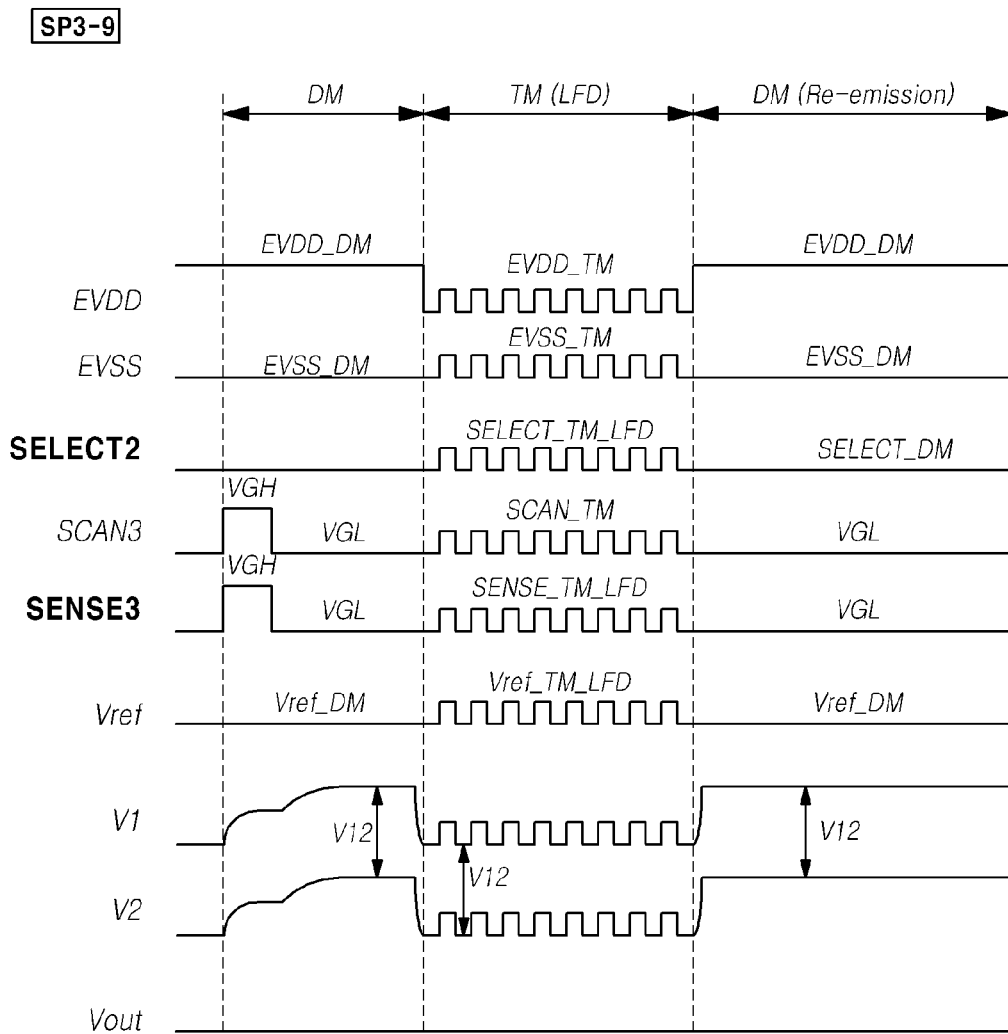 SP3-9
DM TM (LFD) DM (Re-emission)
EVDD_DM EVDD_TM EVDD_DM
EVDD
EVSS_TM
EVSS EVSS_DM EVSS_DM
SELECT_TM_LFD
SELECT2 SELECT_DM
VGH
SCAN_TM
SCAN3 VGL VGL
VGH
SENSE_TM_LFD
SENSE3 VGL VGL
Vref_TM_LFD
Vref Vref_DM Vref_DM
V1 V12 V12
V12
V2
Vout